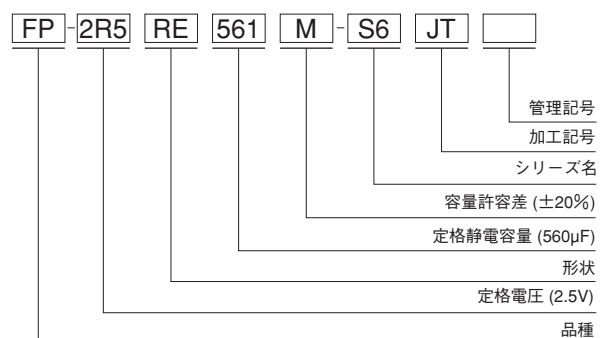 FP-2R5 RE 561 M-S6 JT
管理記号
加工記号
シリーズ名
容量許容差 (±20%)
定格静電容量 (560µF)
形状
定格電圧 (2.5V)
品種